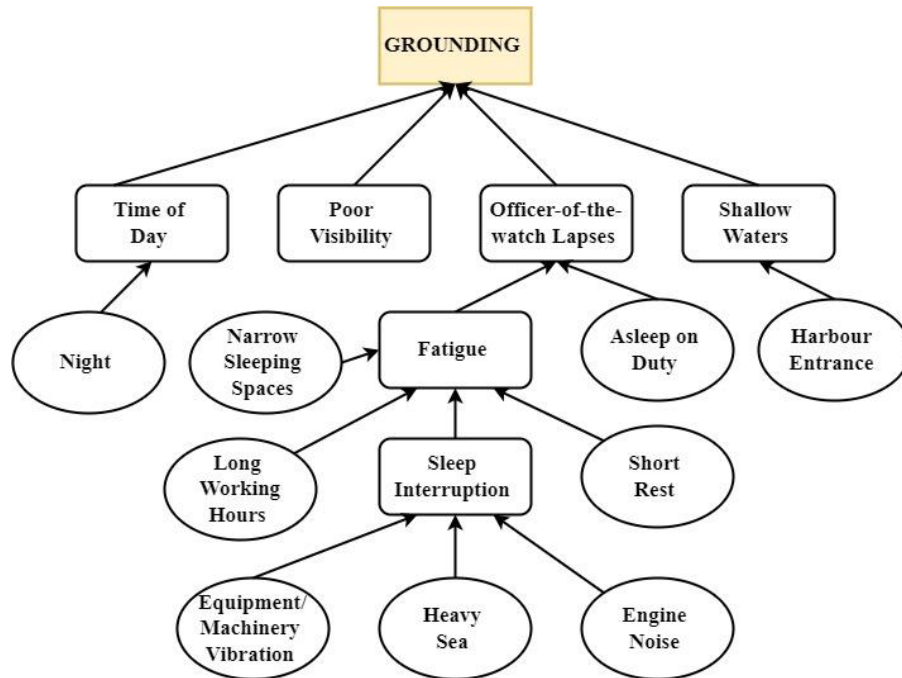 GROUNDING
Time of
Day
Poor
Visibility
Officer-of-the-
watch Lapses
Shallow
Waters
Night
Narrow
Sleeping
Spaces
Fatigue
Asleep on
Duty
Harbour
Entrance
Long
Working
Hours
Sleep
Interruption
Short
Rest
Equipment/
Machinery
Vibration
Heavy
Sea
Engine
Noise